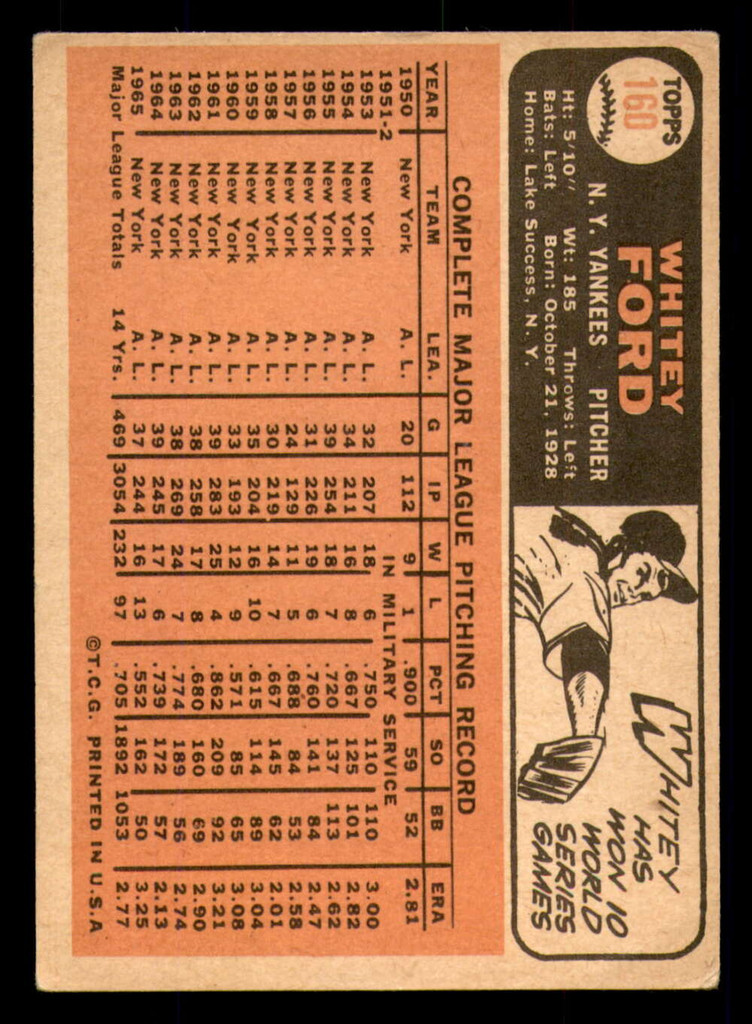 TOPPS
160
WHITEY
FORD
N. Y. YANKEES PITCHER
Ht: 5'10" Wt: 185 Throws: Left
Bats: Left Born: October 21, 1928
Home: Lake Success, N. Y.
WHITEY
HAS
WON 10
WORLD
SERIES
GAMES
COMPLETE MAJOR LEAGUE PITCHING RECORD
YEAR TEAM LEA. G IP W L PCT SO BB ERA
1950 New York A. L. 20 112 9 1 .900 59 52 2.81
1951-2 IN MILITARY SERVICE
1953 New York A. L. 32 207 18 6 .750 110 110 3.00
1954 New York A. L. 34 211 16 8 .667 125 101 2.82
1955 New York A. L. 39 254 18 7 .720 137 113 2.62
1956 New York A. L. 31 226 19 6 .760 141 84 2.47
1957 New York A. L. 24 129 11 5 .688 84 53 2.58
1958 New York A. L. 30 219 14 7 .667 145 62 2.01
1959 New York A. L. 35 204 16 10 .615 114 89 3.04
1960 New York A. L. 33 193 12 9 .571 85 65 3.08
1961 New York A. L. 39 283 25 4 .862 209 92 3.21
1962 New York A. L. 38 258 17 8 .680 160 69 2.90
1963 New York A. L. 38 269 24 7 .774 189 56 2.74
1964 New York A. L. 39 245 17 6 .739 172 57 2.13
1965 New York A. L. 37 244 16 13 .552 162 50 3.25
Major League Totals 14 Yrs. 469 3054 232 97 .705 1892 1053 2.77
©T.C.G. PRINTED IN U.S.A